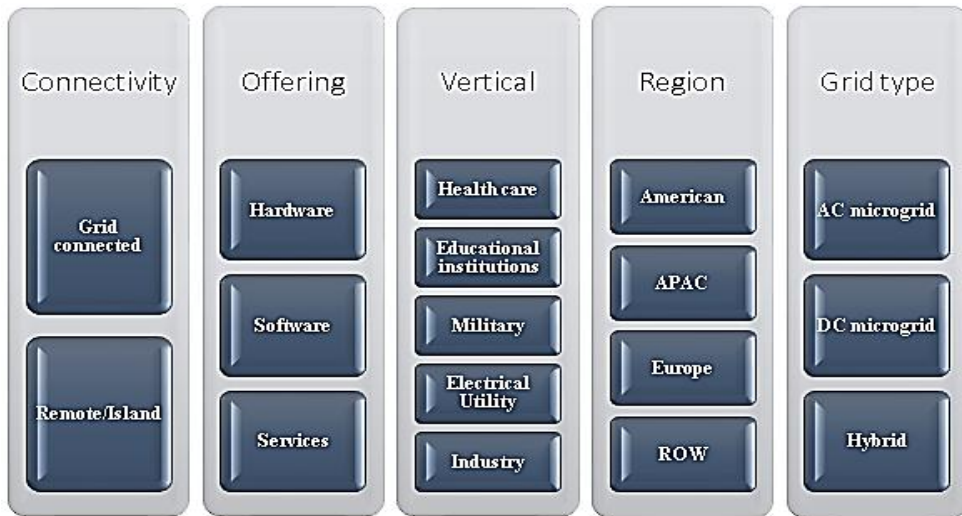 Connectivity
Grid
connected
Remote/Island
Offering
Hardware
Software
Services
Vertical
Health care
Educational
institutions
Military
Electrical
Utility
Industry
Region
American
APAC
Europe
ROW
Grid type
AC microgrid
DC microgrid
Hybrid